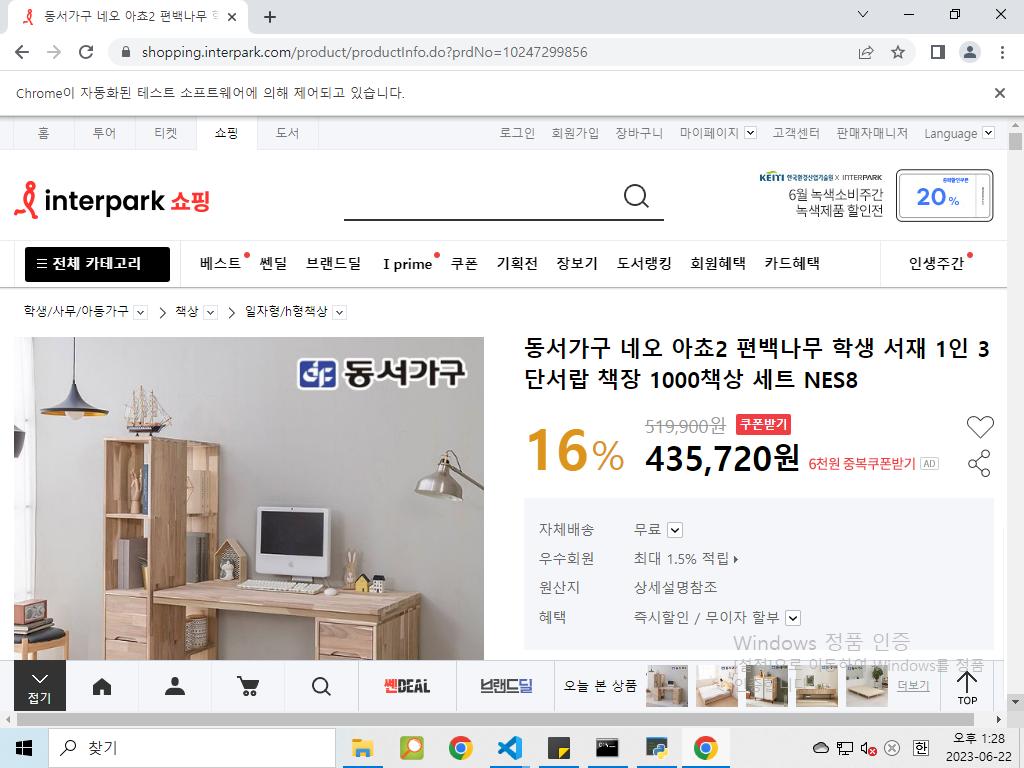 동서가구 네오 아쵸2 편백나무 학
shopping.interpark.com/product/productInfo.do?prdNo=10247299856
Chrome이 자동화된 테스트 소프트웨어에 의해 제어되고 있습니다.
홈 투어 티켓 쇼핑 도서 로그인 회원가입 장바구니 마이페이지 고객센터 판매자매니저 Language
interpark 쇼핑
KEITI 한국환경산업기술원 X INTERPARK
6월 녹색소비주간
녹색제품 할인전
중복할인쿠폰
20%
전체 카테고리 베스트 쎈딜 브랜드딜 I prime 쿠폰 기획전 장보기 도서랭킹 회원혜택 카드혜택 인생주간
학생/사무/아동가구 책상 일자형/h형책상
동서가구
동서가구 네오 아쵸2 편백나무 학생 서재 1인 3
단서랍 책장 1000책상 세트 NES8
16% 519,900원 쿠폰받기
435,720원 6천원 중복쿠폰받기 AD
자체배송 무료
우수회원 최대 1.5% 적립
원산지 상세설명참조
혜택 즉시할인 / 무이자 할부
Windows 정품 인증
[설정]으로 이동하여 Windows를 정품
인증합니다.
접기 쎈DEAL 브랜드딜 오늘 본 상품 더보기 TOP
찾기
한
오후 1:28
2023-06-22